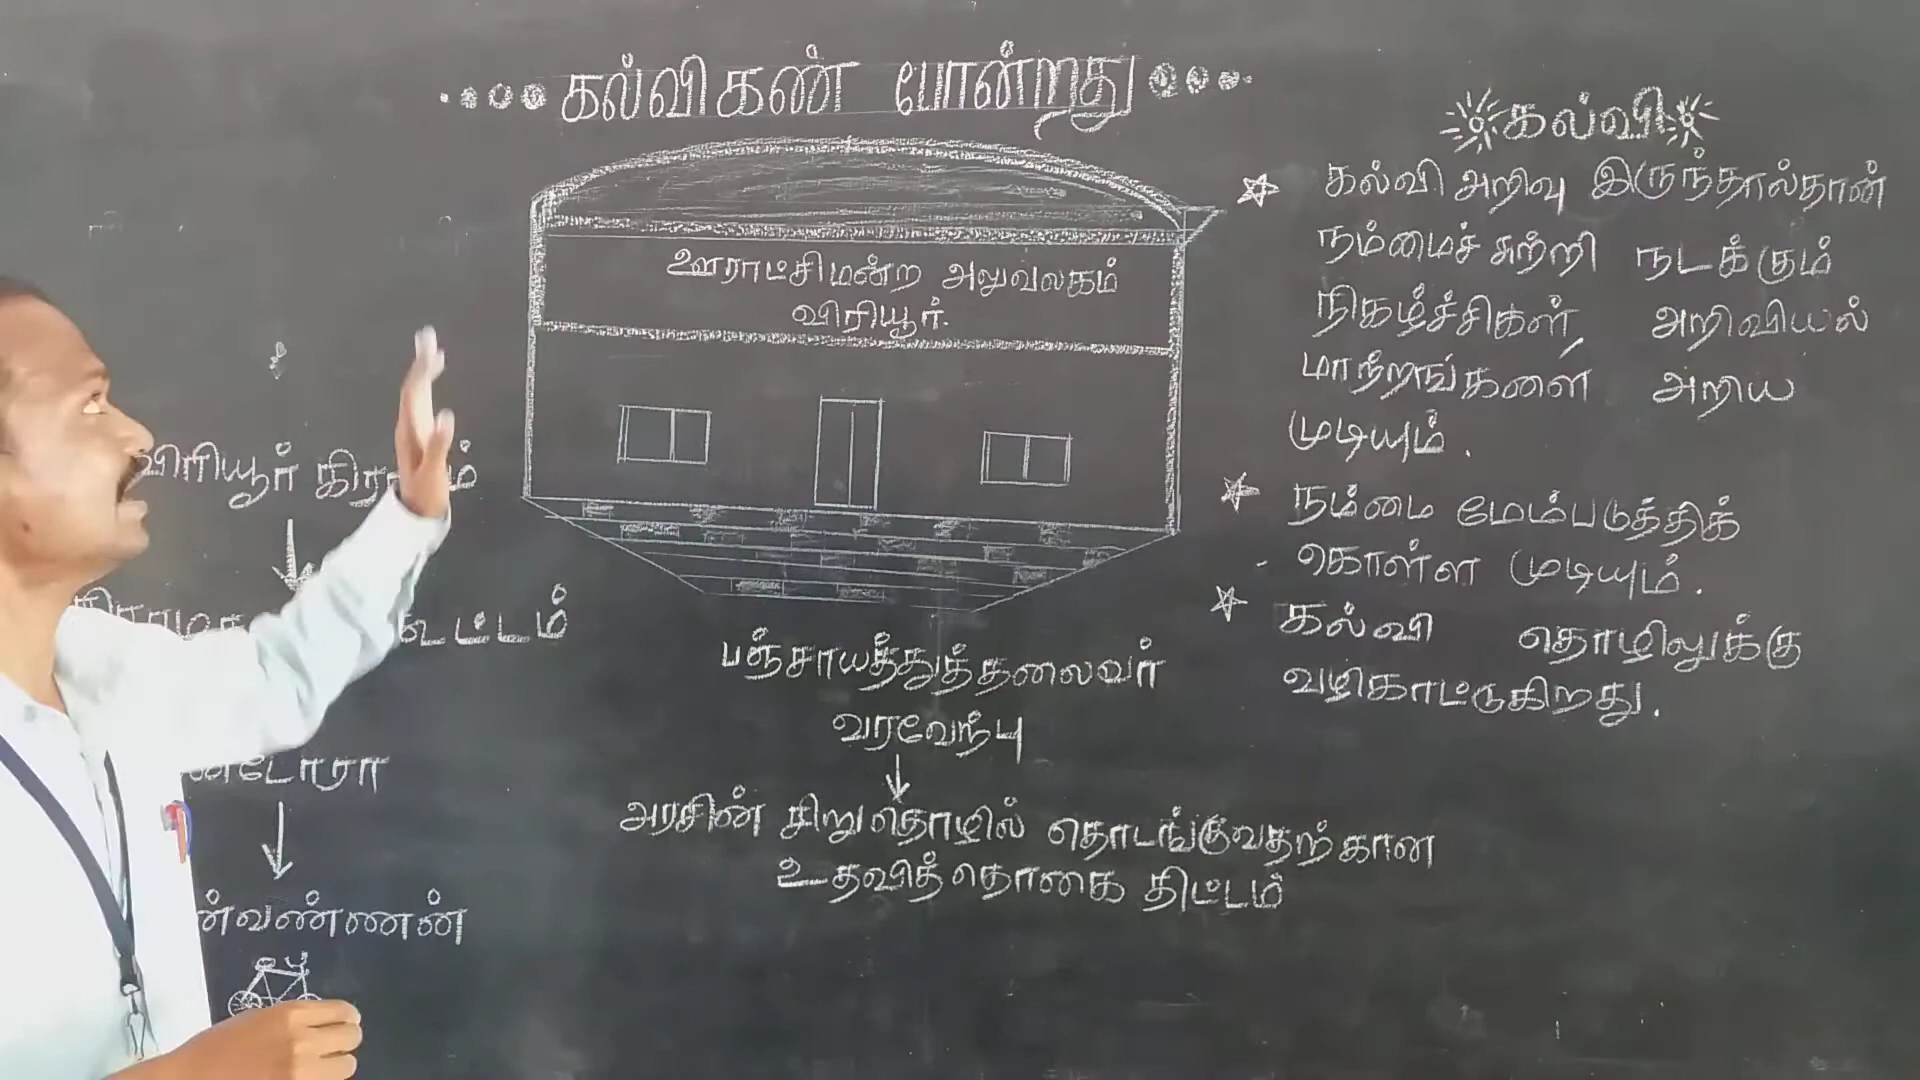 கல்வி கண் போன்றது
ஊராட்சிமன்ற அலுவலகம்
விரியூர்.
பஞ்சாயத்துத்தலைவர்
வரவேற்பு
அரசின் சிறுதொழில் தொடங்குவதற்கான
உதவித்தொகை திட்டம்
விரியூர்
கூட்டம்
கல்வி
கல்வி அறிவு இருந்தால்தான்
நம்மைச் சுற்றி நடக்கும்
நிகழ்ச்சிகள், அறிவியல்
மாற்றங்களை அறிய
முடியும்.
நம்மை மேம்படுத்திக்
கொள்ள முடியும்.
கல்வி தொழிலுக்கு
வழிகாட்டுகிறது.